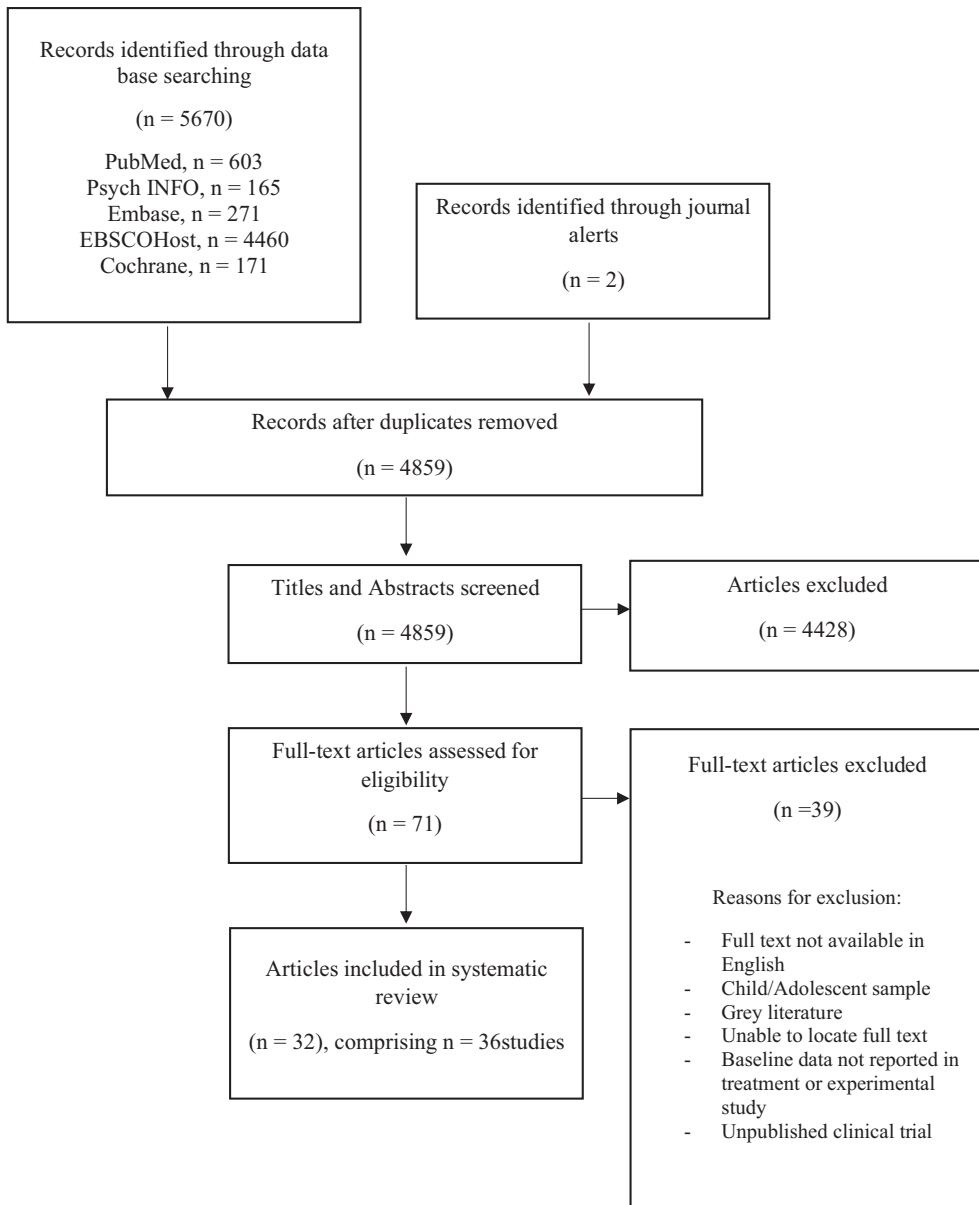 Records identified through data
base searching
(n = 5670)
PubMed, n = 603
Psych INFO, n = 165
Embase, n = 271
EBSCOHost, n = 4460
Cochrane, n = 171
Records identified through journal
alerts
(n = 2)
Records after duplicates removed
(n = 4859)
Titles and Abstracts screened
(n = 4859)
Articles excluded
(n = 4428)
Full-text articles assessed for
eligibility
(n = 71)
Full-text articles excluded
(n =39)
Reasons for exclusion:
- Full text not available in
English
- Child/Adolescent sample
- Grey literature
- Unable to locate full text
- Baseline data not reported in
treatment or experimental
study
- Unpublished clinical trial
Articles included in systematic
review
(n = 32), comprising n = 36studies